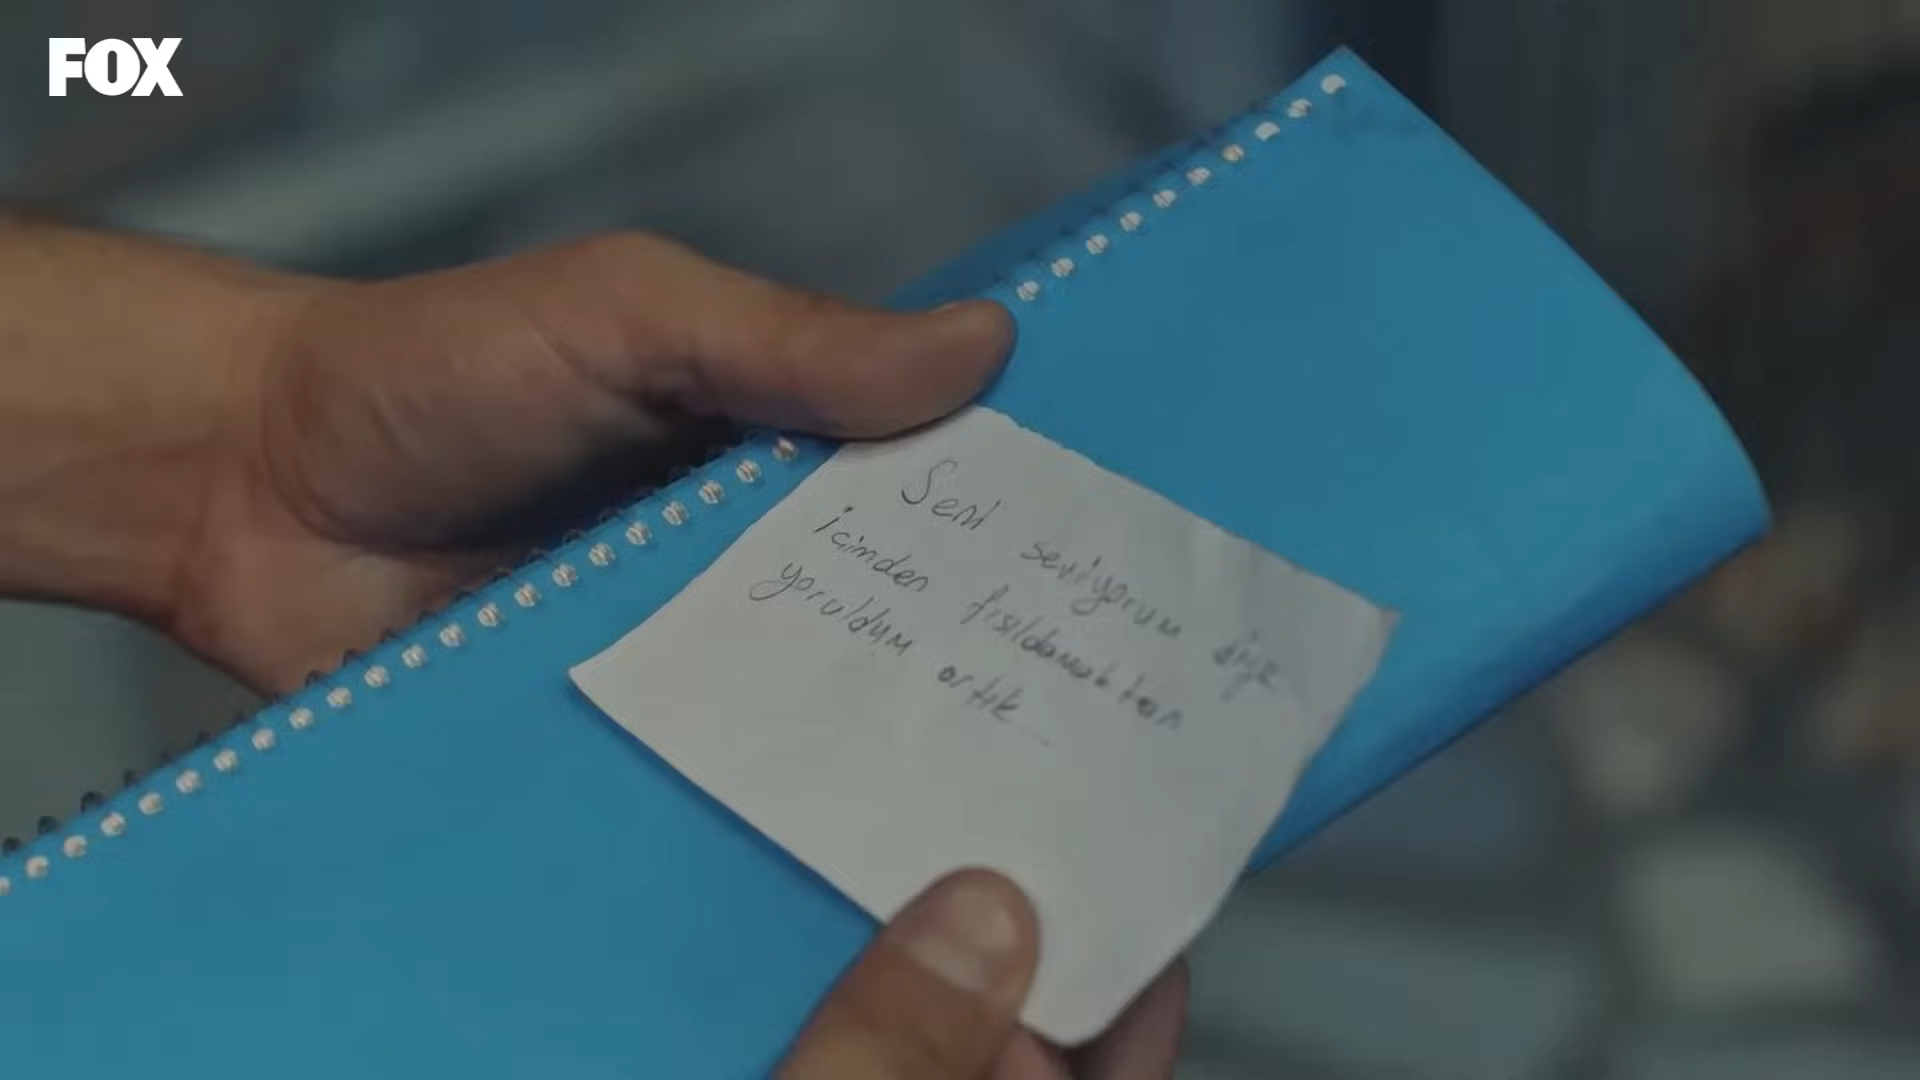 FOX
Seni seviyorum diye
içimden fısıldamaktan
yoruldum artık...